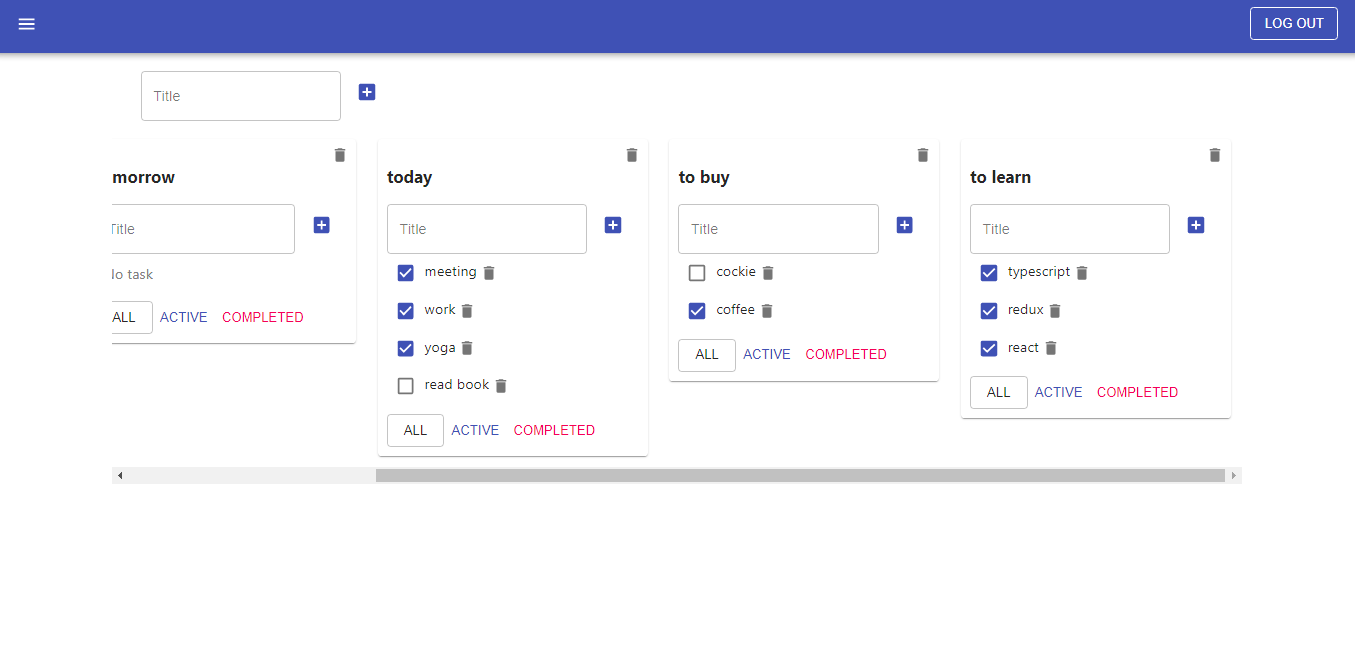 LOG OUT
Title
morrow
Title
No task
ALL ACTIVE COMPLETED
today
Title
meeting
work
yoga
read book
ALL ACTIVE COMPLETED
to buy
Title
cockie
coffee
ALL ACTIVE COMPLETED
to learn
Title
typescript
redux
react
ALL ACTIVE COMPLETED